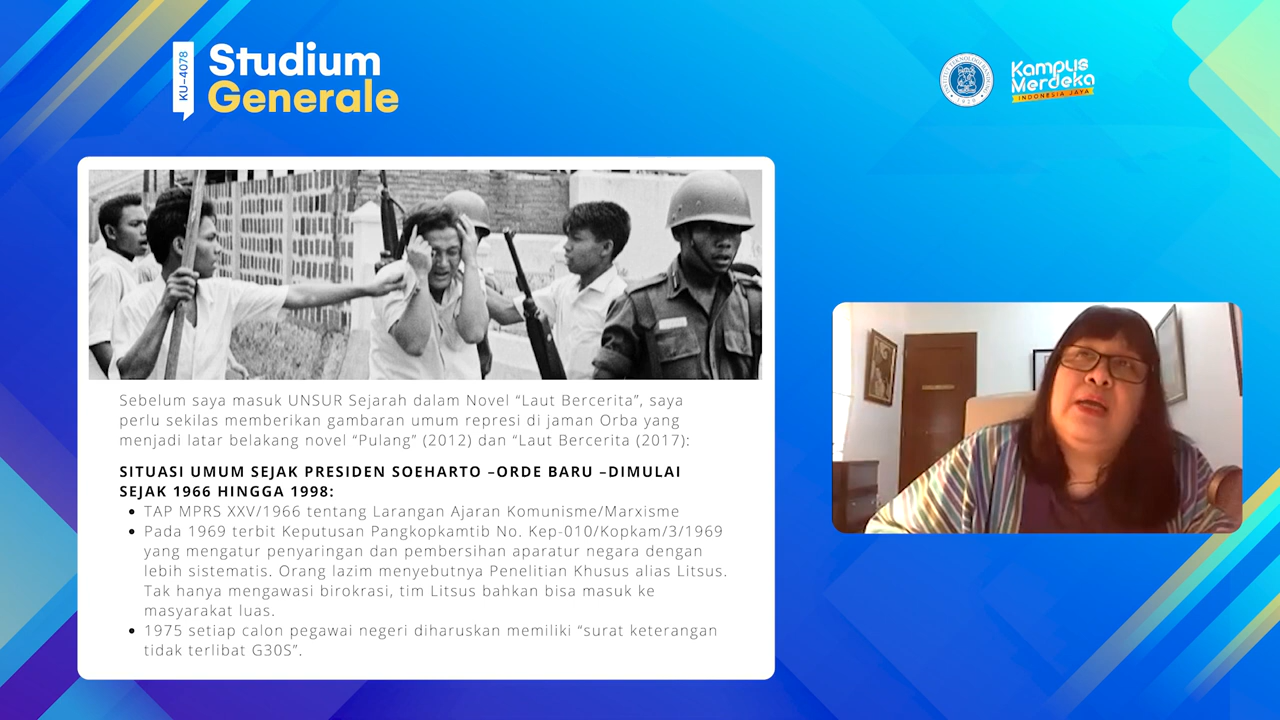 KU-4078
Studium
Generale
INSTITUT TEKNOLOGI BANDUNG
1920
Kampus
Merdeka
INDONESIA JAYA
Sebelum saya masuk UNSUR Sejarah dalam Novel “Laut Bercerita”, saya
perlu sekilas memberikan gambaran umum represi di jaman Orba yang
menjadi latar belakang novel “Pulang” (2012) dan “Laut Bercerita (2017):
SITUASI UMUM SEJAK PRESIDEN SOEHARTO –ORDE BARU –DIMULAI
SEJAK 1966 HINGGA 1998:
• TAP MPRS XXV/1966 tentang Larangan Ajaran Komunisme/Marxisme
• Pada 1969 terbit Keputusan Pangkopkamtib No. Kep-010/Kopkam/3/1969
yang mengatur penyaringan dan pembersihan aparatur negara dengan
lebih sistematis. Orang lazim menyebutnya Penelitian Khusus alias Litsus.
Tak hanya mengawasi birokrasi, tim Litsus bahkan bisa masuk ke
masyarakat luas.
• 1975 setiap calon pegawai negeri diharuskan memiliki “surat keterangan
tidak terlibat G30S”.